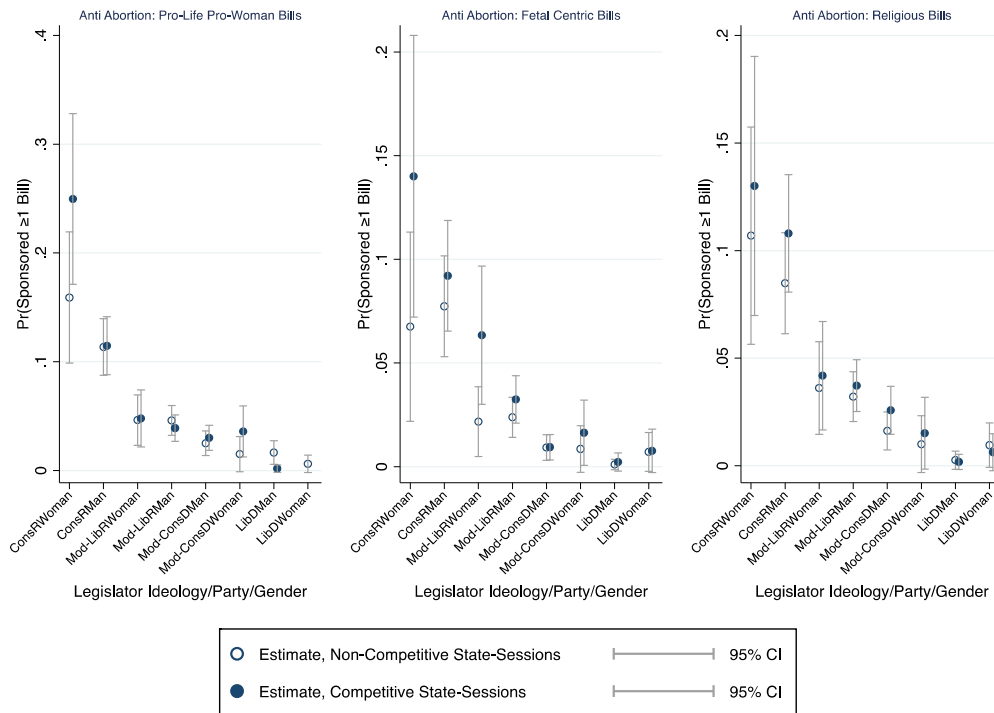 Anti Abortion: Pro-Life Pro-Woman Bills
Pr(Sponsored ≥1 Bill)
.4
.3
.2
.1
0
ConsRWoman
ConsRMan
Mod-LibRWoman
Mod-LibRMan
Mod-ConsDMan
Mod-ConsDWoman
LibDMan
LibDWoman
Legislator Ideology/Party/Gender
Anti Abortion: Fetal Centric Bills
Pr(Sponsored ≥1 Bill)
.2
.15
.1
.05
0
ConsRWoman
ConsRMan
Mod-LibRWoman
Mod-LibRMan
Mod-ConsDMan
Mod-ConsDWoman
LibDMan
LibDWoman
Legislator Ideology/Party/Gender
Anti Abortion: Religious Bills
Pr(Sponsored ≥1 Bill)
.2
.15
.1
.05
0
ConsRWoman
ConsRMan
Mod-LibRWoman
Mod-LibRMan
Mod-ConsDMan
Mod-ConsDWoman
LibDMan
LibDWoman
Legislator Ideology/Party/Gender
Estimate, Non-Competitive State-Sessions 95% CI
Estimate, Competitive State-Sessions 95% CI